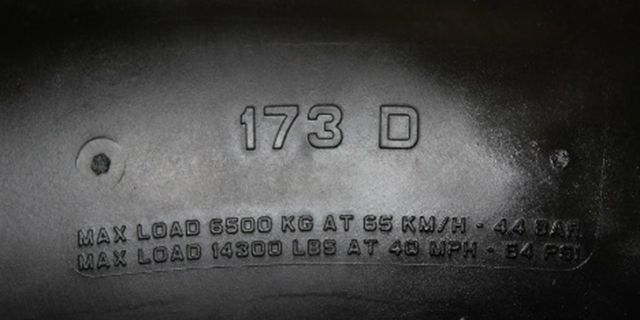 173 D
MAX LOAD 6500 KG AT 65 KM/H - 4.4 BAR
MAX LOAD 14300 LBS AT 40 MPH - 64 PSI